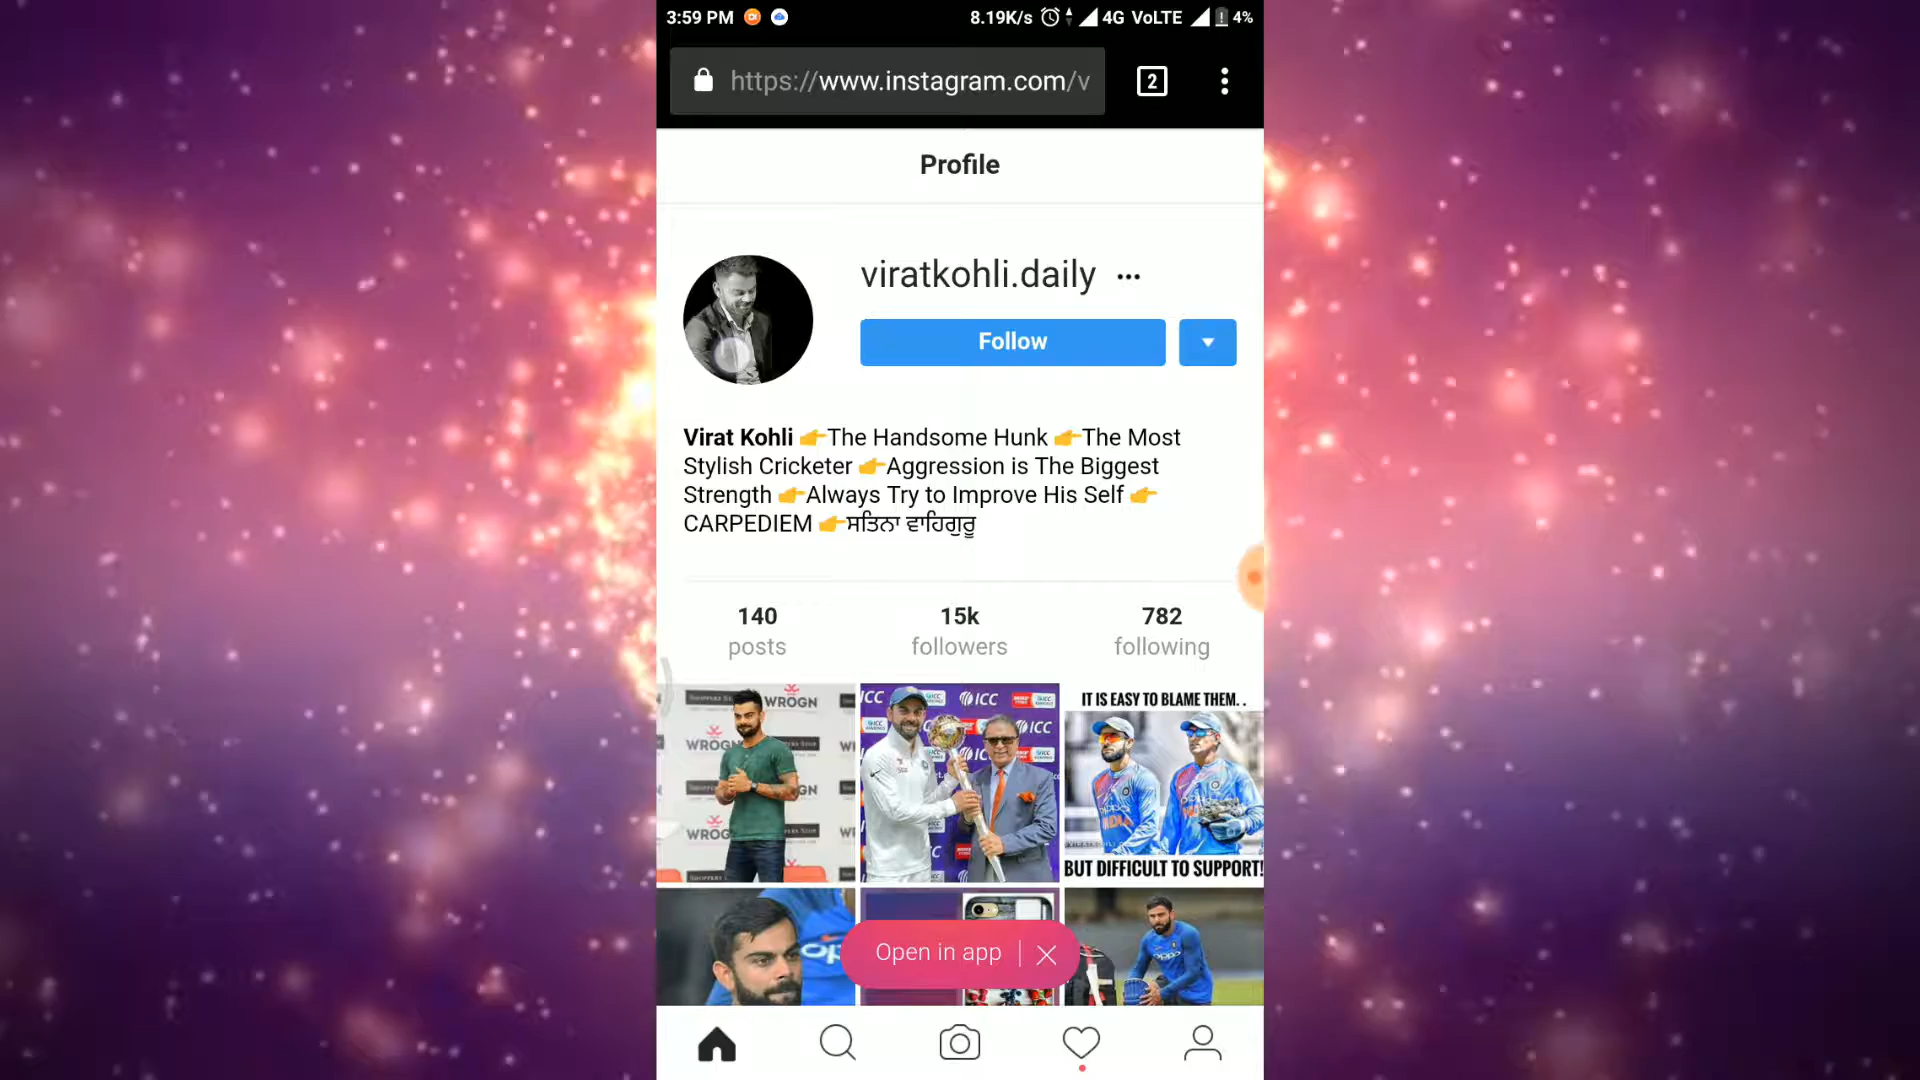 3:59 PM 8.19K/s 4G VoLTE 4%
https://www.instagram.com/v 2
Profile
viratkohli.daily
Follow
Virat Kohli 👉The Handsome Hunk 👉The Most
Stylish Cricketer 👉Aggression is The Biggest
Strength 👉Always Try to Improve His Self 👉
CARPEDIEM 👉ਸਤਿਨਾ ਵਾਹਿਗੁਰੂ
140 15k 782
posts followers following
WROGN
WROGN
ICC
ICC
ICC
IT IS EASY TO BLAME THEM. .
BUT DIFFICULT TO SUPPORT!
Open in app